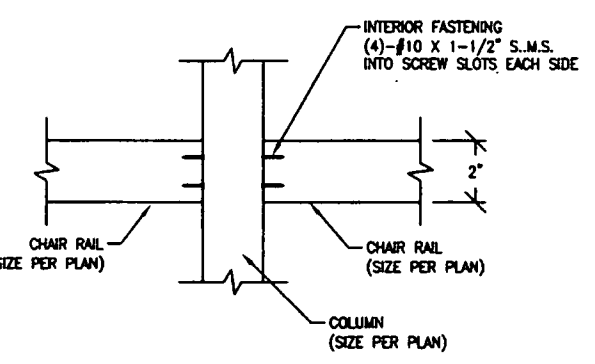 INTERIOR FASTENING
(4)-#10 X 1-1/2" S..M.S.
INTO SCREW SLOTS EACH SIDE
2"
CHAIR RAIL
SIZE PER PLAN)
CHAIR RAIL
(SIZE PER PLAN)
COLUMN
(SIZE PER PLAN)